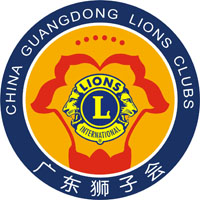 CHINA GUANGDONG LIONS CLUBS
LIONS
L
INTERNATIONAL
广东狮子会